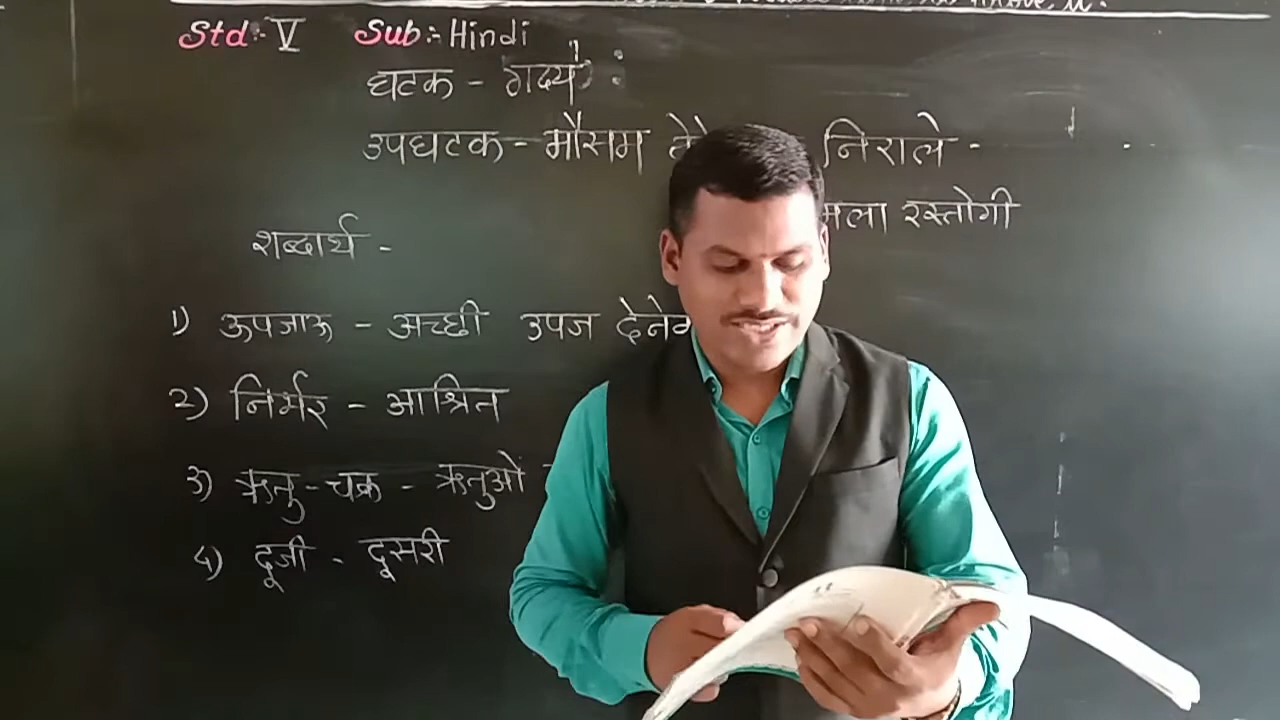 Std :- V Sub :- Hindi
घटक - गद्य :
उपघटक - मौसम निराले -
रस्तोगी
शब्दार्थ -
1) ऊपजाऊ - अच्छी उपज
2) निर्भर - आश्रित
3) ऋतु - चक्र - ऋतुओं
4) दूजी - दूसरी